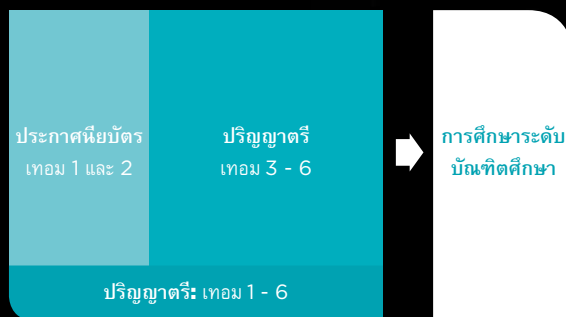 ประกาศนียบัตร
เทอม 1 และ 2
ปริญญาตรี
เทอม 3 - 6
การศึกษาระดับ
บัณฑิตศึกษา
ปริญญาตรี: เทอม 1 - 6